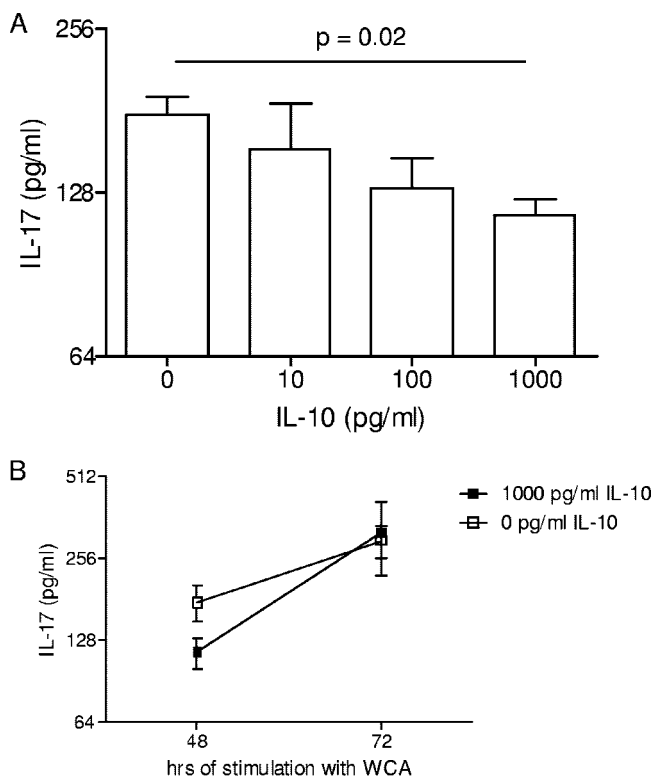 A
256
p = 0.02
IL-17 (pg/ml)
128
64
0 10 100 1000
IL-10 (pg/ml)
B
512
1000 pg/ml IL-10
0 pg/ml IL-10
256
IL-17 (pg/ml)
128
64
48 72
hrs of stimulation with WCA